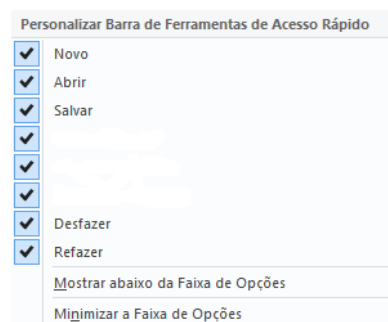 Personalizar Barra de Ferramentas de Acesso Rápido
Novo
Abrir
Salvar
Desfazer
Refazer
Mostrar abaixo da Faixa de Opções
Minimizar a Faixa de Opções